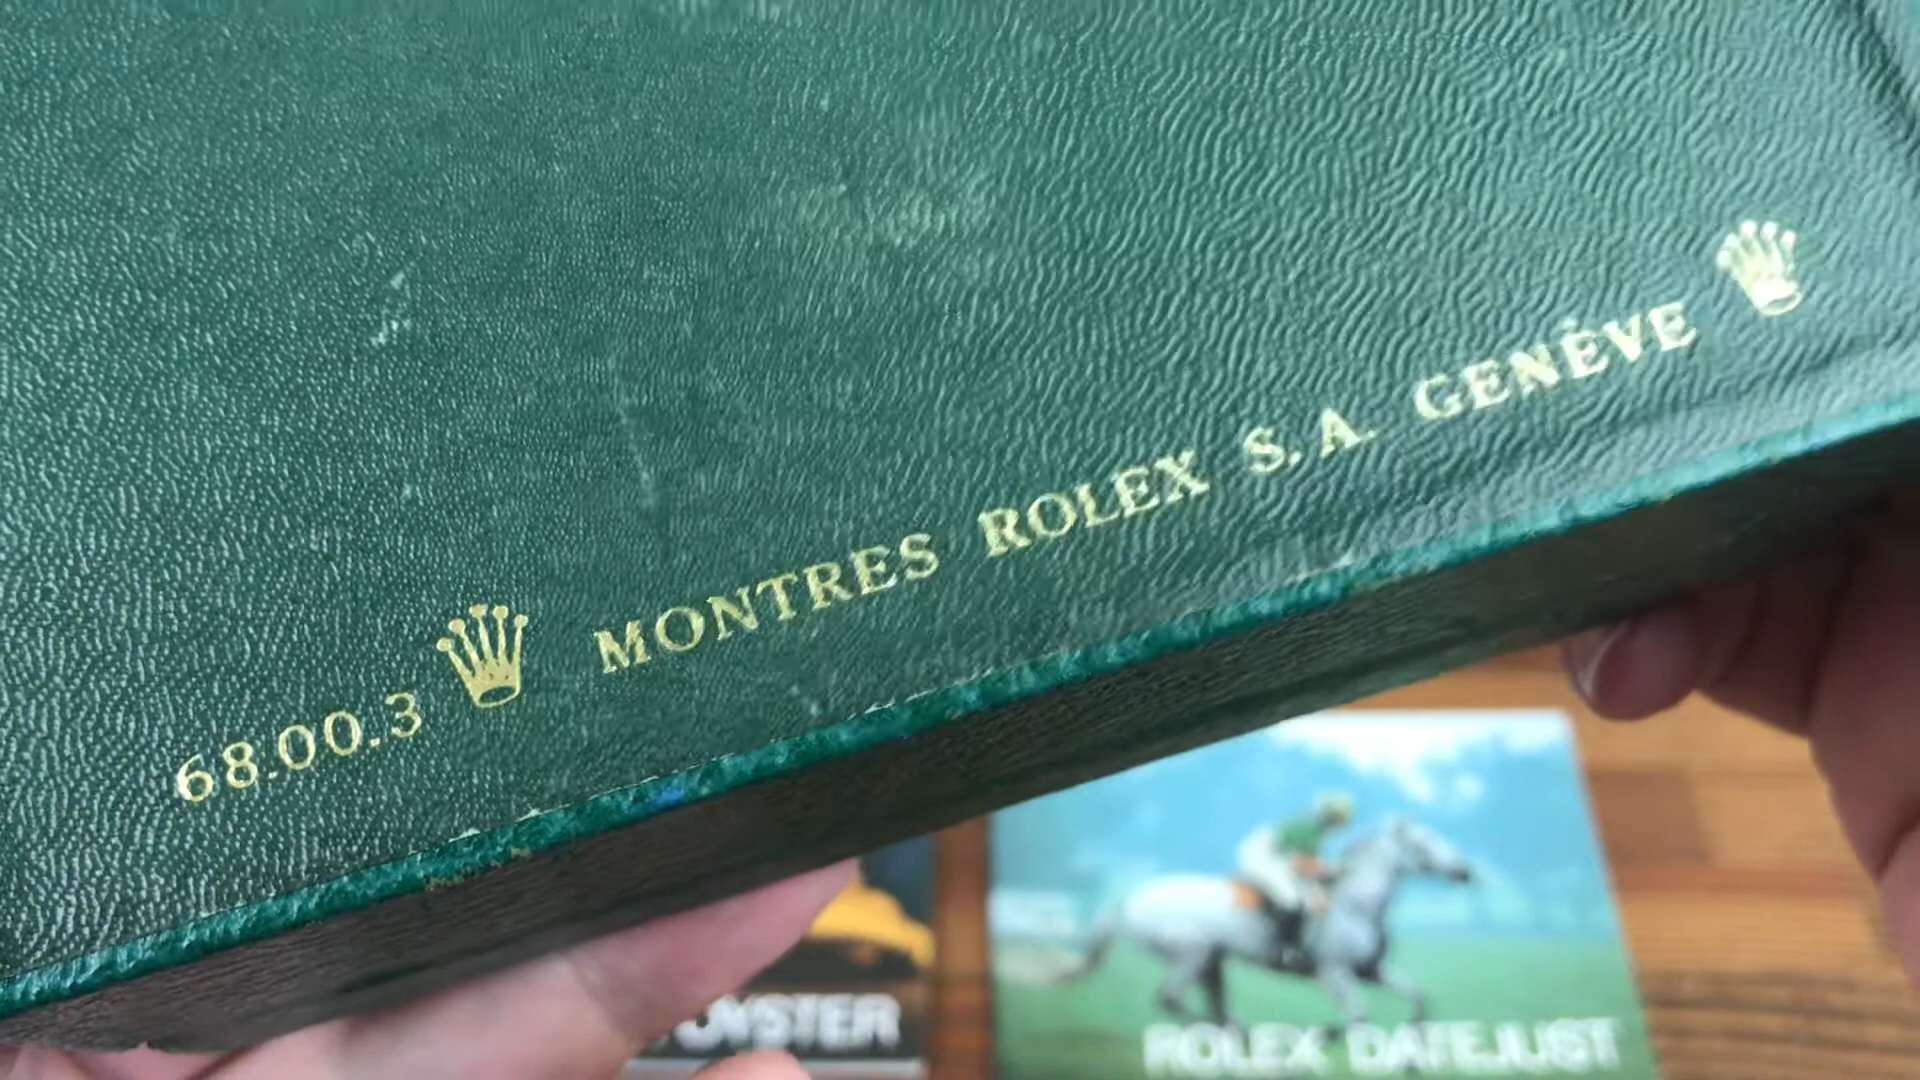 68.00.3 MONTRES ROLEX S.A. GENÈVE
OYSTER
ROLEX DATEJUST